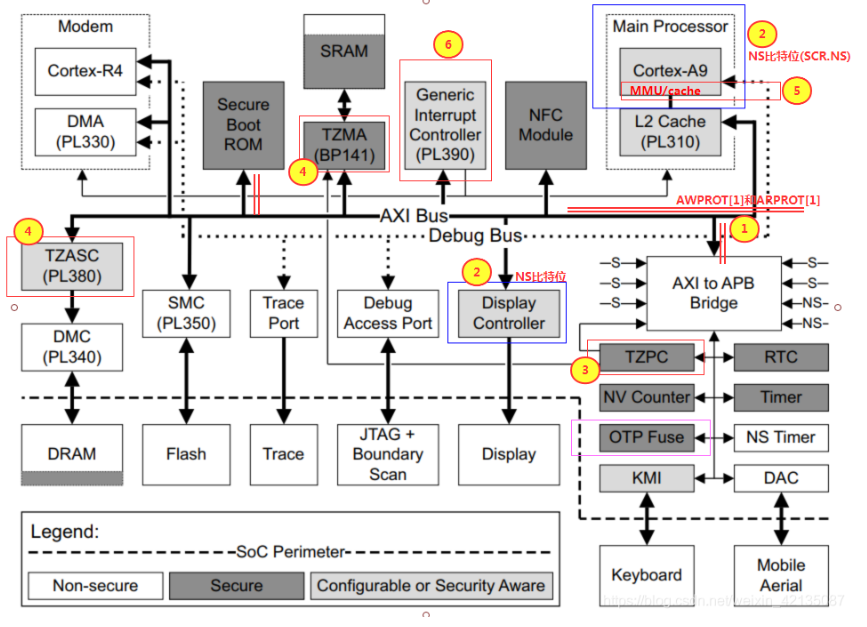 Modem
Cortex-R4
DMA
(PL330)
Secure
Boot
ROM
SRAM
TZMA
(BP141)
4
6
Generic
Interrupt
Controller
(PL390)
NFC
Module
Main Processor
Cortex-A9
MMU/cache
L2 Cache
(PL310)
2
NS比特位(SCR.NS)
5
AWPROT[1]和ARPROT[1]
1
AXI Bus
Debug Bus
4
TZASC
(PL380)
DMC
(PL340)
SMC
(PL350)
Trace
Port
Debug
Access Port
2
NS比特位
Display
Controller
S
S
S
AXI to APB
Bridge
S
S
NS
NS
3
TZPC
RTC
NV Counter
Timer
OTP Fuse
NS Timer
KMI
DAC
DRAM
Flash
Trace
JTAG +
Boundary
Scan
Display
Keyboard
Mobile
Aerial
Legend:
SoC Perimeter
Non-secure
Secure
Configurable or Security Aware
https://blog.csdn.net/weixin_42135087